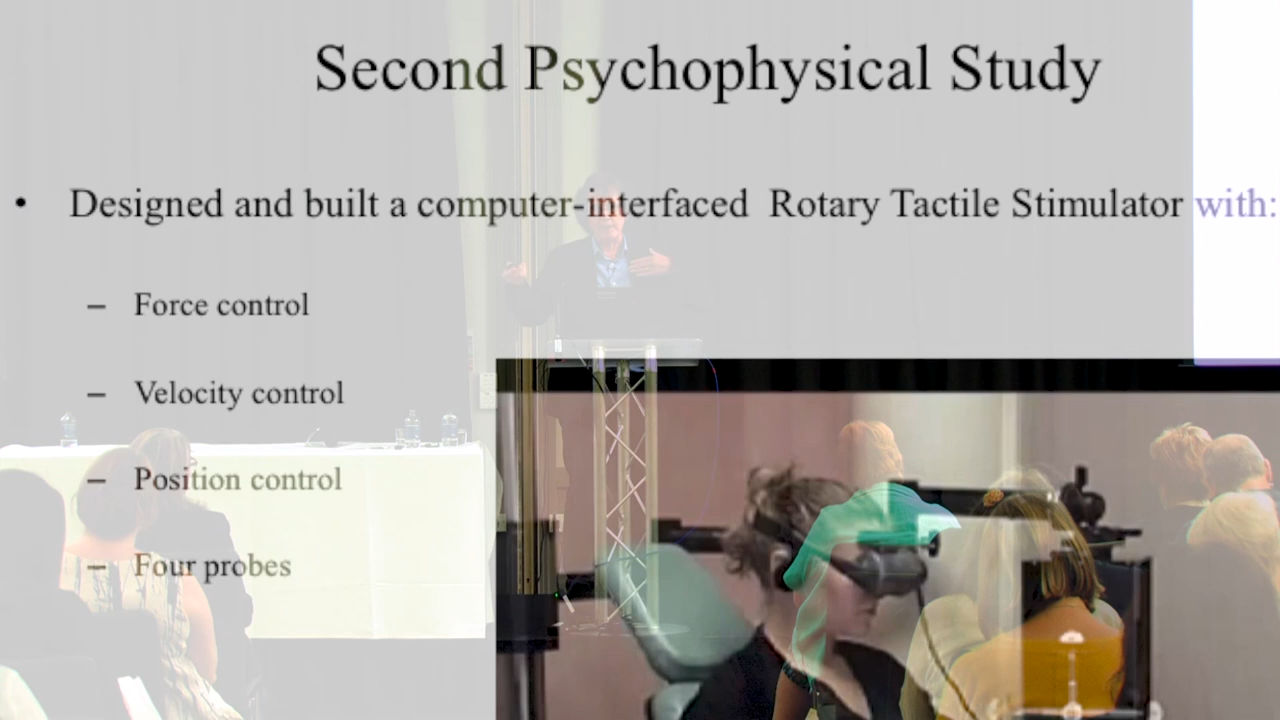 Second Psychophysical Study
• Designed and built a computer-interfaced Rotary Tactile Stimulator with:
– Force control
– Velocity control
– Position control
– Four probes